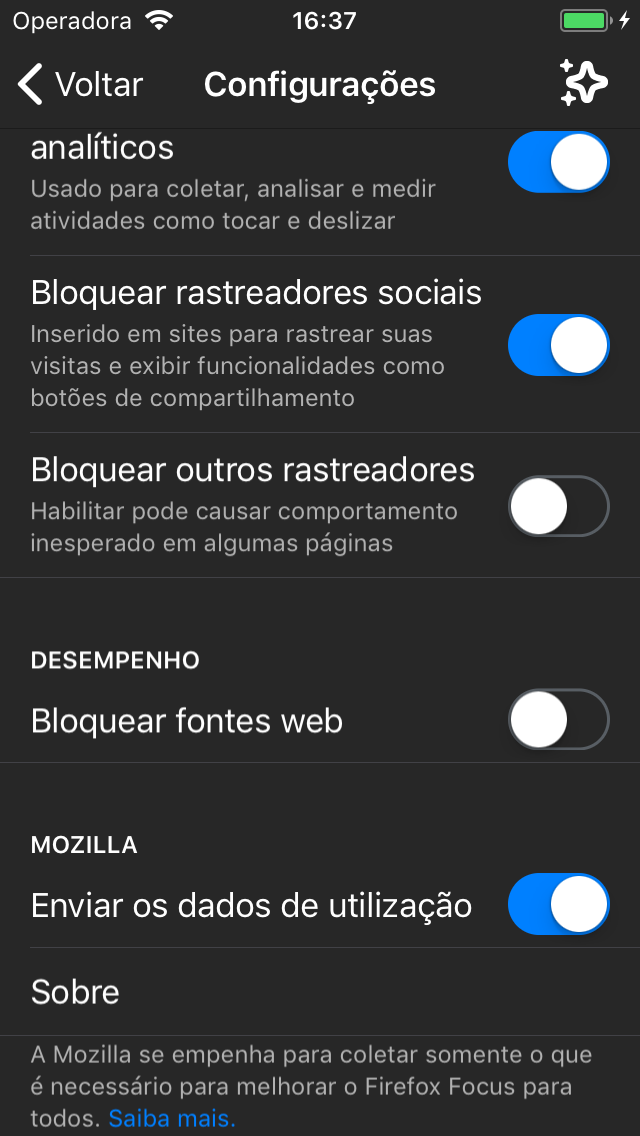 Operadora
16:37
Voltar
Configurações
analíticos
Usado para coletar, analisar e medir
atividades como tocar e deslizar
Bloquear rastreadores sociais
Inserido em sites para rastrear suas
visitas e exibir funcionalidades como
botões de compartilhamento
Bloquear outros rastreadores
Habilitar pode causar comportamento
inesperado em algumas páginas
DESEMPENHO
Bloquear fontes web
MOZILLA
Enviar os dados de utilização
Sobre
A Mozilla se empenha para coletar somente o que
é necessário para melhorar o Firefox Focus para
todos. Saiba mais.